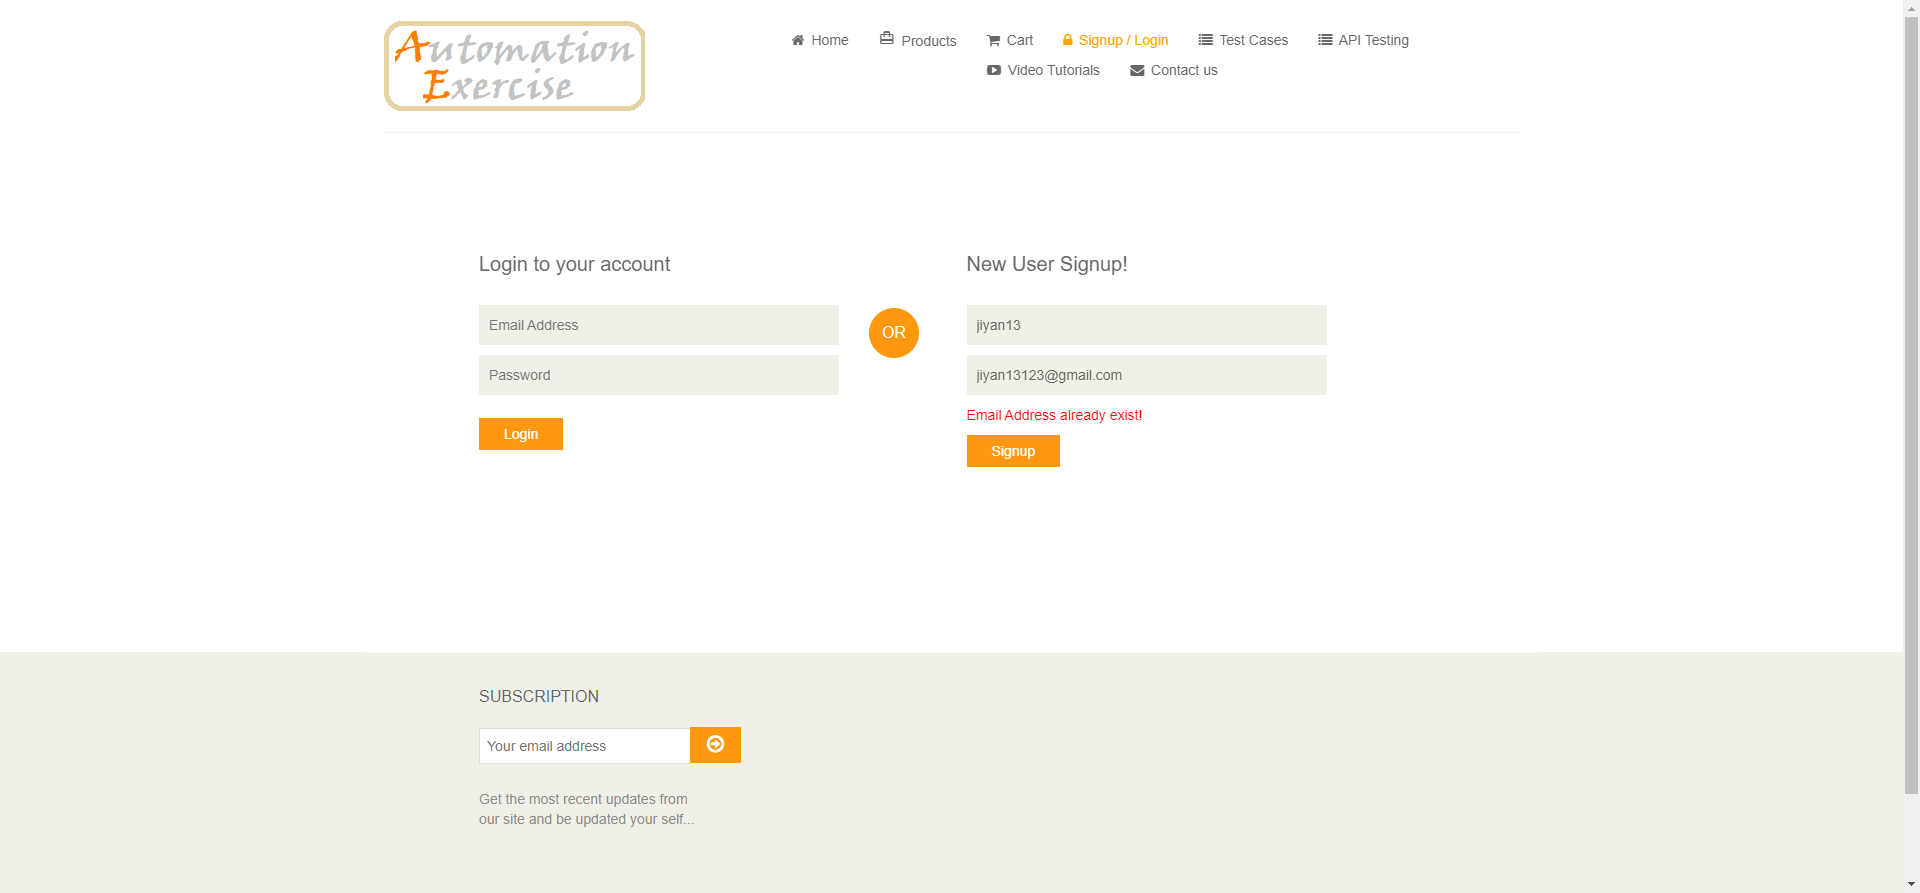 Automation
Exercise
Home
Products
Cart
Signup / Login
Test Cases
API Testing
Video Tutorials
Contact us
Login to your account
Email Address
Password
Login
OR
New User Signup!
jiyan13
jiyan13123@gmail.com
Email Address already exist!
Signup
SUBSCRIPTION
Your email address
Get the most recent updates from
our site and be updated your self...